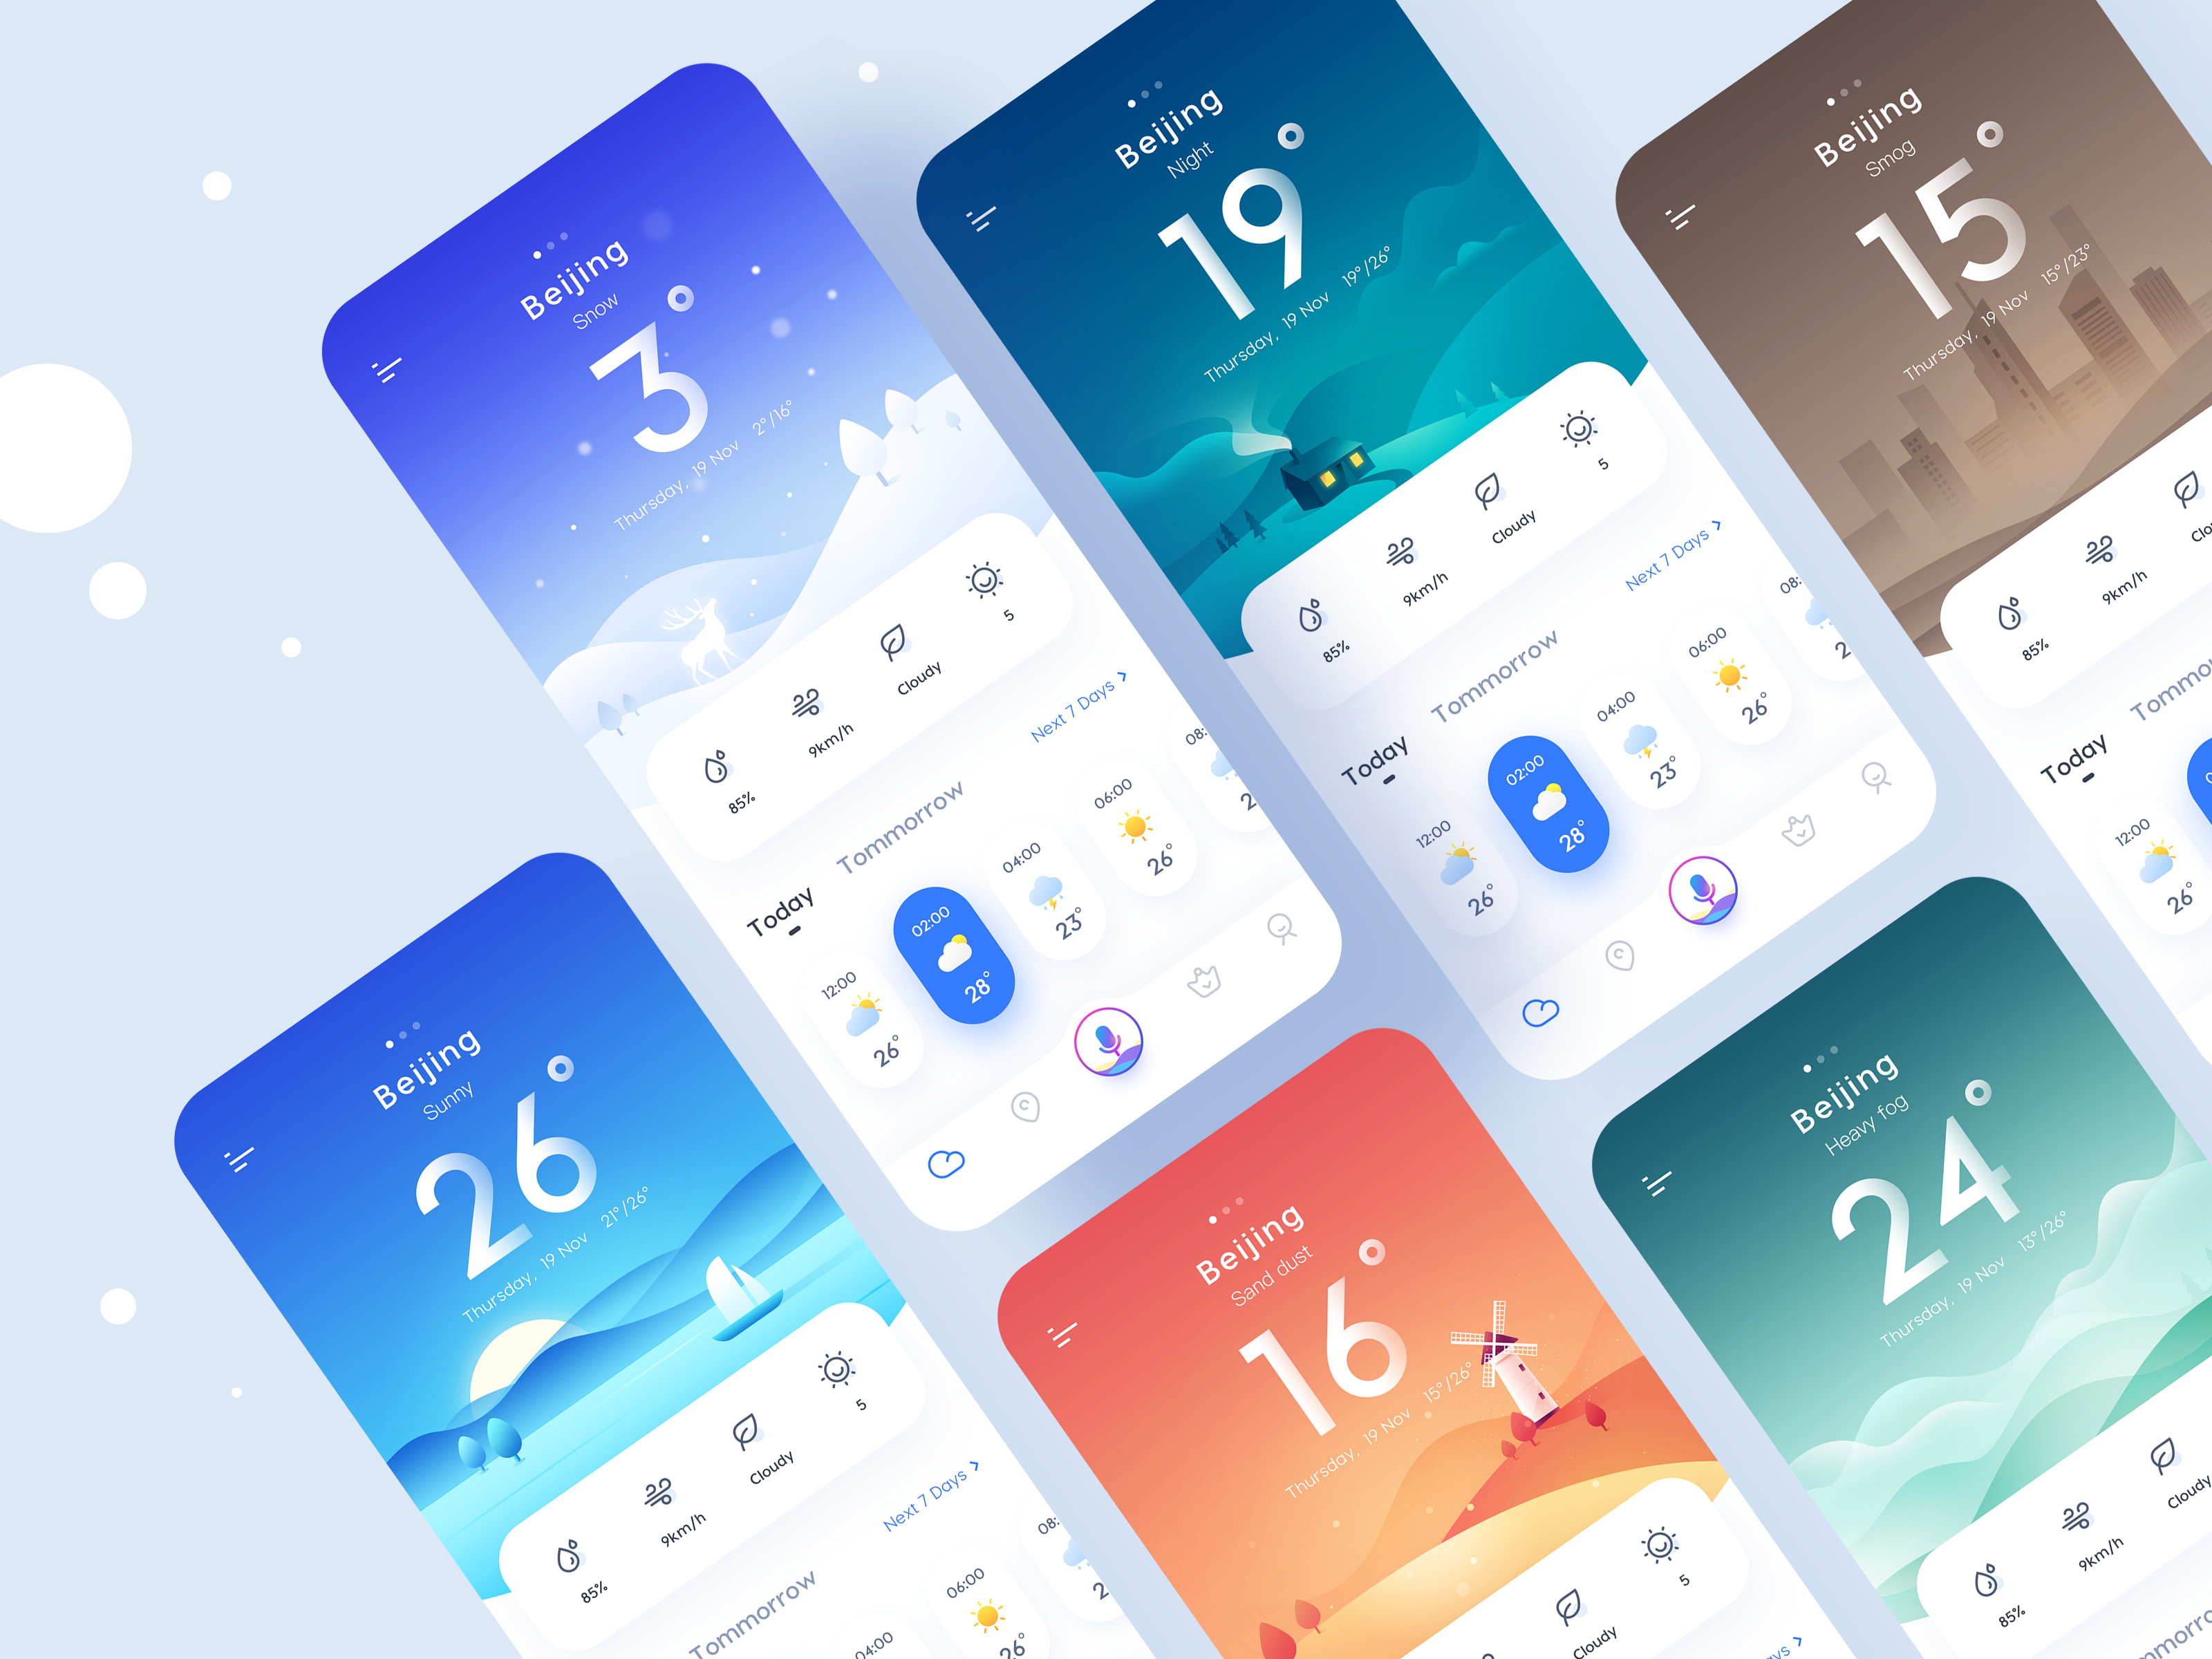 Beijing
Snow
3°
Thursday, 19 Nov 2°/16°
85%
9km/h
Cloudy
5
Today
Tommorrow
Next 7 Days
12:00
26°
02:00
28°
04:00
23°
06:00
26°
08:
2
Beijing
Night
19°
Thursday, 19 Nov 19°/26°
85%
9km/h
Cloudy
5
Today
Tommorrow
Next 7 Days
12:00
26°
02:00
28°
04:00
23°
06:00
26°
08:
2
Beijing
Smog
15°
Thursday, 19 Nov 15°/23°
85%
9km/h
Clo
Today
Tommo
12:00
26°
Beijing
Sunny
26°
Thursday, 19 Nov 21°/26°
85%
9km/h
Cloudy
5
Tommorrow
Next 7 Days
04:00
06:00
26°
08:
2
Beijing
Sand dust
16°
Thursday, 19 Nov 15°/26°
Cloudy
5
ays
Beijing
Heavy fog
24°
Thursday, 19 Nov 13°/26°
85%
9km/h
Cloudy